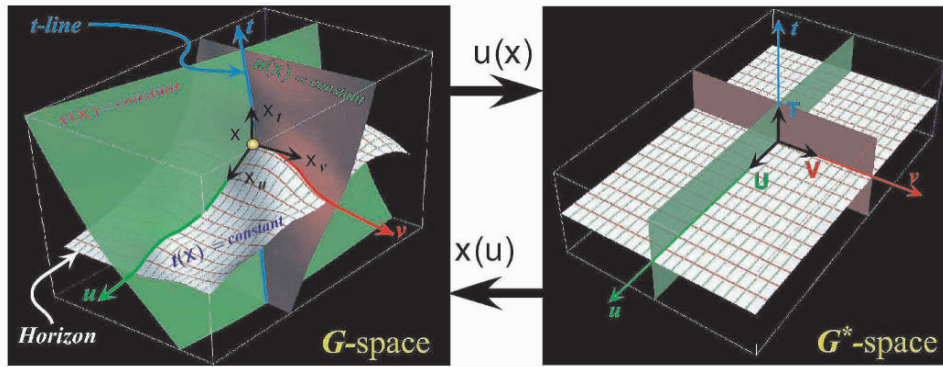 t-line
t
u(x) = constant
v(x) = constant
x_t
x
x_v
x_u
t(x) = constant
v
u
Horizon
G-space
u(x)
x(u)
t
T
U
V
v
u
G*-space